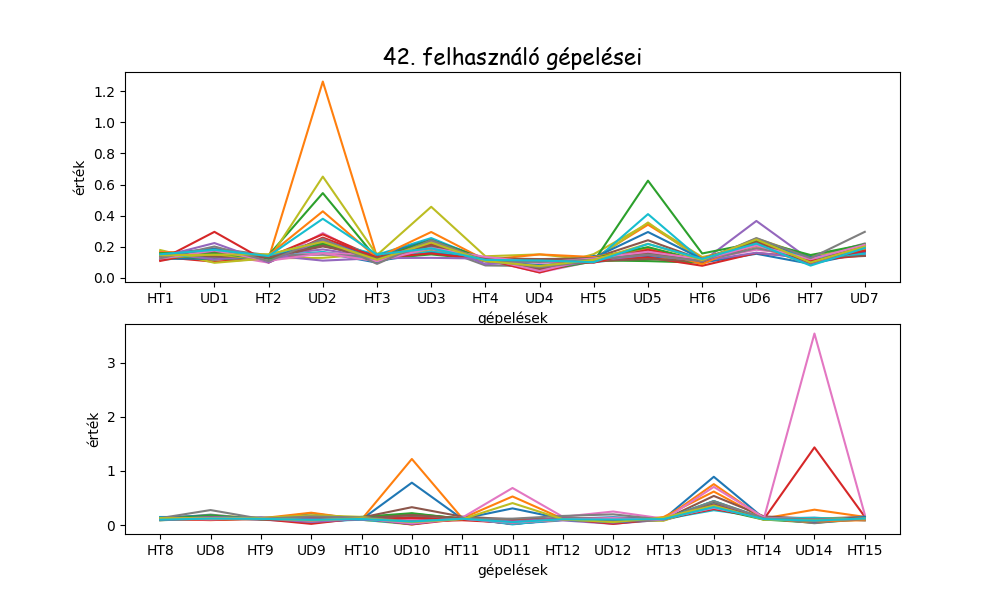 42. felhasználó gépelései
érték
1.2
1.0
0.8
0.6
0.4
0.2
0.0
HT1 UD1 HT2 UD2 HT3 UD3 HT4 UD4 HT5 UD5 HT6 UD6 HT7 UD7
gépelések
érték
3
2
1
0
HT8 UD8 HT9 UD9 HT10 UD10 HT11 UD11 HT12 UD12 HT13 UD13 HT14 UD14 HT15
gépelések